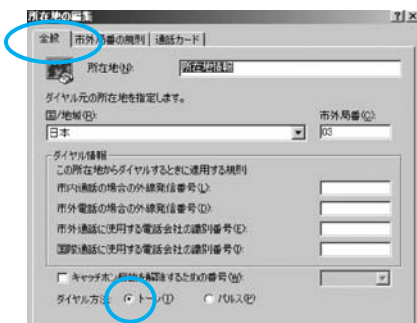 所在地の編集
全般 市外局番の規則 通話カード
所在地(N): 所在地情報
ダイヤル元の所在地を指定します。
国/地域(R): 市外局番(C):
日本 03
ダイヤル情報
この所在地からダイヤルするときに適用する規則
市内通話の場合の外線発信番号(L):
市外電話の場合の外線発信番号(D):
市外通話に使用する電話会社の識別番号(E):
国際通話に使用する電話会社の識別番号(I):
キャッチホン機能を解除するための番号(W):
ダイヤル方法: トーン(T) パルス(P)